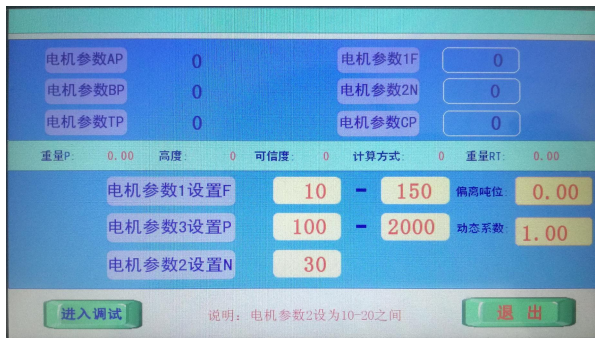 电机参数AP 0 电机参数1F 0
电机参数BP 0 电机参数2N 0
电机参数TP 0 电机参数CP 0
重量P: 0.00 高度: 0 可信度: 0 计算方式: 0 重量RT: 0.00
电机参数1设置F 10 - 150 偏离吨位: 0.00
电机参数3设置P 100 - 2000 动态系数: 1.00
电机参数2设置N 30
进入调试 说明: 电机参数2设为10-20之间 退 出